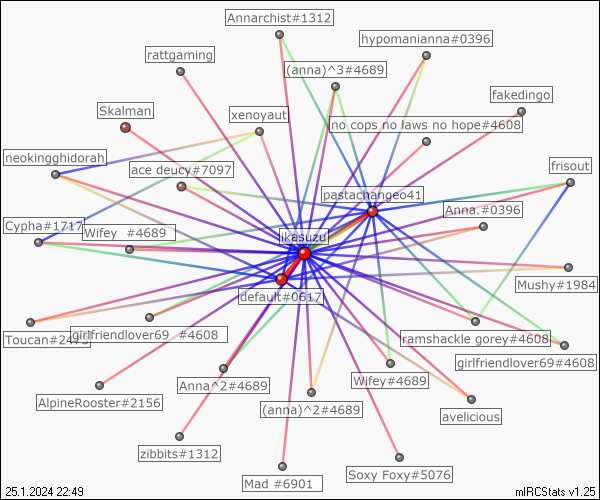 Annarchist#1312
hypomanianna#0396
rattgaming
(anna)^3#4689
fakedingo
Skalman
xenoyaut
no cops no laws no hope#4608
neokingghidorah
ace deucy#7097
frisout
pastachangeo41
Anna.#0396
Cypha#1717
Wifey #4689
ikasuzu
Mushy#1984
default#0617
girlfriendlover69 #4608
ramshackle gorey#4608
girlfriendlover69#4608
Anna^2#4689
Wifey#4689
AlpineRooster#2156
(anna)^2#4689
avelicious
zibbits#1312
Mad #6901
Soxy Foxy#5076
25.1.2024 22:49
mIRCStats v1.25